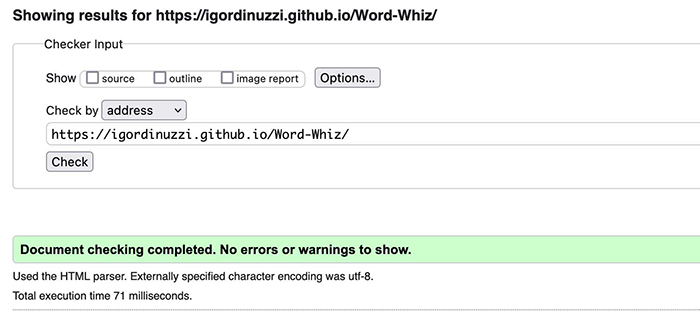 Showing results for https://igordinuzzi.github.io/Word-Whiz/
Checker Input
Show source outline image report Options...
Check by address
https://igordinuzzi.github.io/Word-Whiz/
Check
Document checking completed. No errors or warnings to show.
Used the HTML parser. Externally specified character encoding was utf-8.
Total execution time 71 milliseconds.